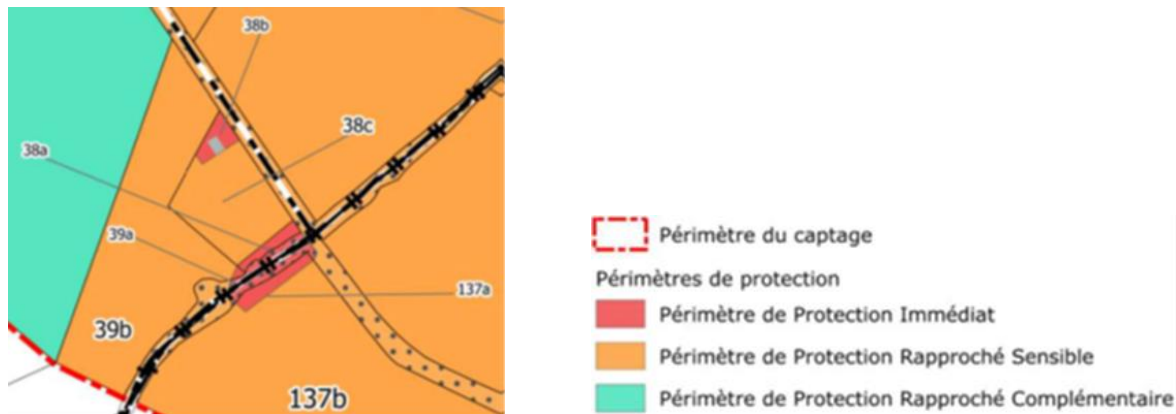 38b
38c
38a
39a
137a
39b
137b
Périmètre du captage
Périmètres de protection
Périmètre de Protection Immédiat
Périmètre de Protection Rapproché Sensible
Périmètre de Protection Rapproché Complémentaire